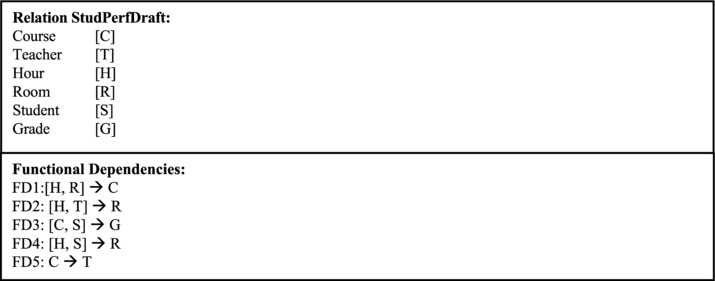 Relation StudPerfDraft:
Course [C]
Teacher [T]
Hour [H]
Room [R]
Student [S]
Grade [G]
Functional Dependencies:
FD1:[H, R] → C
FD2: [H, T] → R
FD3: [C, S] → G
FD4: [H, S] → R
FD5: C → T